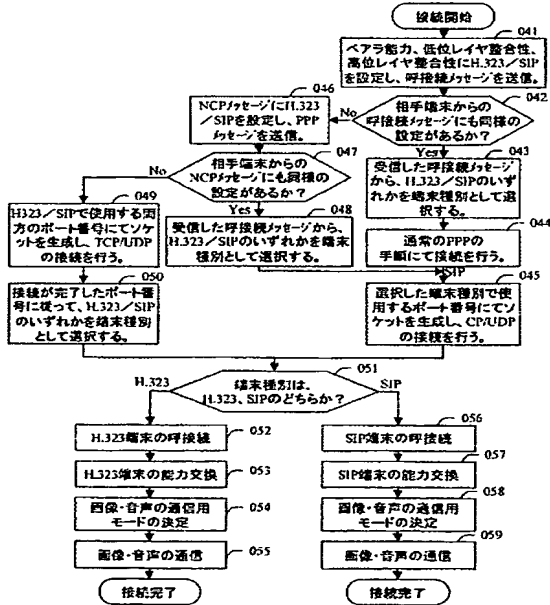 接続開始
041
ベアラ能力、低位レイヤ整合性、
高位レイヤ整合性にH.323/SIP
を設定し、呼接続メッセージを送信。
042
相手端末からの
呼接続メッセージにも同様の
設定があるか？
No
Yes
046
NCPメッセージにH.323
/SIPを設定し、PPP
メッセージを送信。
047
相手端末からの
NCPメッセージにも同様の
設定があるか？
No
Yes
043
受信した呼接続メッセージ
から、H.323/SIPのいずれ
かを端末種別として選
択する。
044
通常のPPPの
手順にて接続を行う。
SIP
048
受信した呼接続メッセージから、
H.323/SIPのいずれかを端末
種別として選択する。
049
H323/SIPで使用する両
方のポート番号にてソ
ケットを生成し、TCP/UDP
の接続を行う。
050
接続が完了したポート番
号に従って、H.323/SIP
のいずれかを端末種別
として選択する。
045
選択した端末種別で使
用するポート番号にてソ
ケットを生成し、CP/UDP
の接続を行う。
051
端末種別は、
H.323、SIPのどちらか？
H.323
SIP
052
H.323端末の呼接続
053
H.323端末の能力交換
054
画像・音声の通信用
モードの決定
055
画像・音声の通信
接続完了
056
SIP端末の呼接続
057
SIP端末の能力交換
058
画像・音声の通信用
モードの決定
059
画像・音声の通信
接続完了